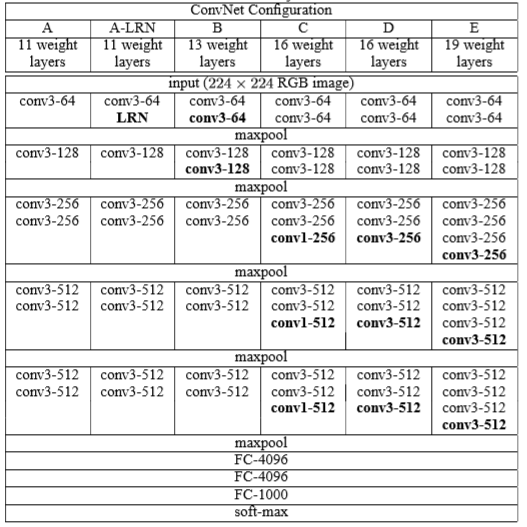 ConvNet Configuration
A A-LRN B C D E
11 weight 11 weight 13 weight 16 weight 16 weight 19 weight
layers layers layers layers layers layers
input (224 × 224 RGB image)
conv3-64 conv3-64 conv3-64 conv3-64 conv3-64 conv3-64
LRN conv3-64 conv3-64 conv3-64 conv3-64
maxpool
conv3-128 conv3-128 conv3-128 conv3-128 conv3-128 conv3-128
conv3-128 conv3-128 conv3-128 conv3-128
maxpool
conv3-256 conv3-256 conv3-256 conv3-256 conv3-256 conv3-256
conv3-256 conv3-256 conv3-256 conv3-256 conv3-256 conv3-256
conv1-256 conv3-256 conv3-256
conv3-256
maxpool
conv3-512 conv3-512 conv3-512 conv3-512 conv3-512 conv3-512
conv3-512 conv3-512 conv3-512 conv3-512 conv3-512 conv3-512
conv1-512 conv3-512 conv3-512
conv3-512
maxpool
conv3-512 conv3-512 conv3-512 conv3-512 conv3-512 conv3-512
conv3-512 conv3-512 conv3-512 conv3-512 conv3-512 conv3-512
conv1-512 conv3-512 conv3-512
conv3-512
maxpool
FC-4096
FC-4096
FC-1000
soft-max